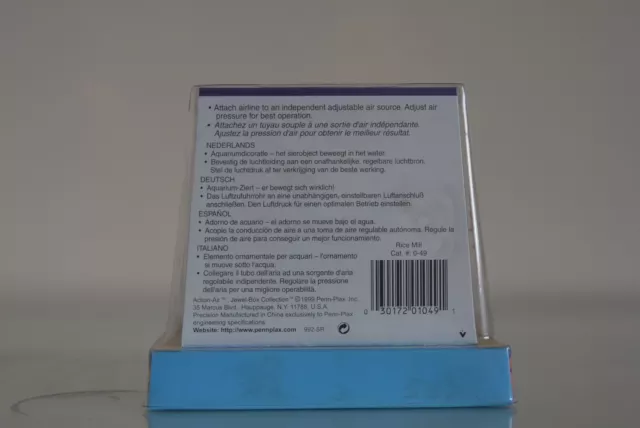 • Attach airline to an independent adjustable air source. Adjust air
pressure for best operation.
• Attachez un tuyau souple à une sortie d'air indépendante.
Ajustez la pression d'air pour obtenir le meilleur résultat.
NEDERLANDS
• Aquariumdicoratie – het sierobject beweegt in het water.
• Bevestig de luchtleiding aan een onafhankelijke, regelbare luchtbron.
Stel de luchtdruk af ter verkrijging van de beste werking.
DEUTSCH
• Aquarium-Ziert – er bewegt sich wirklich!
• Das Luftzufuhrrohr an eine unabhängigen, einstellbaren Luftanschluß
anschließen. Den Luftdruck für einen optimalen Betrieb einstellen.
ESPAÑOL
• Adorno de acuario – el adorno se mueve bajo el agua.
• Acople la conducción de aire a una toma de aire regulable autónoma. Regule la
presión de aire para conseguir un mejor funcionamiento.
ITALIANO
• Elemento ornamentale per acquari – l'ornamento
si muove sotto l'acqua.
• Collegare il tubo dell'aria ad una sorgente d'aria
regolabile indipendente. Regulare la pressione
dell'aria per una migliore operabilità.
Rice Mill
Cat. #: 0-49
0 30172 01049 1
Action-Air™, Jewel-Box Collection™ ©1999 Penn-Plax, Inc.
35 Marcus Blvd., Hauppauge, N.Y. 11788, U.S.
Precision Manufactured in China exclusively to Penn-Plax
engineering specifications.
Website: http://www.pennplax.com